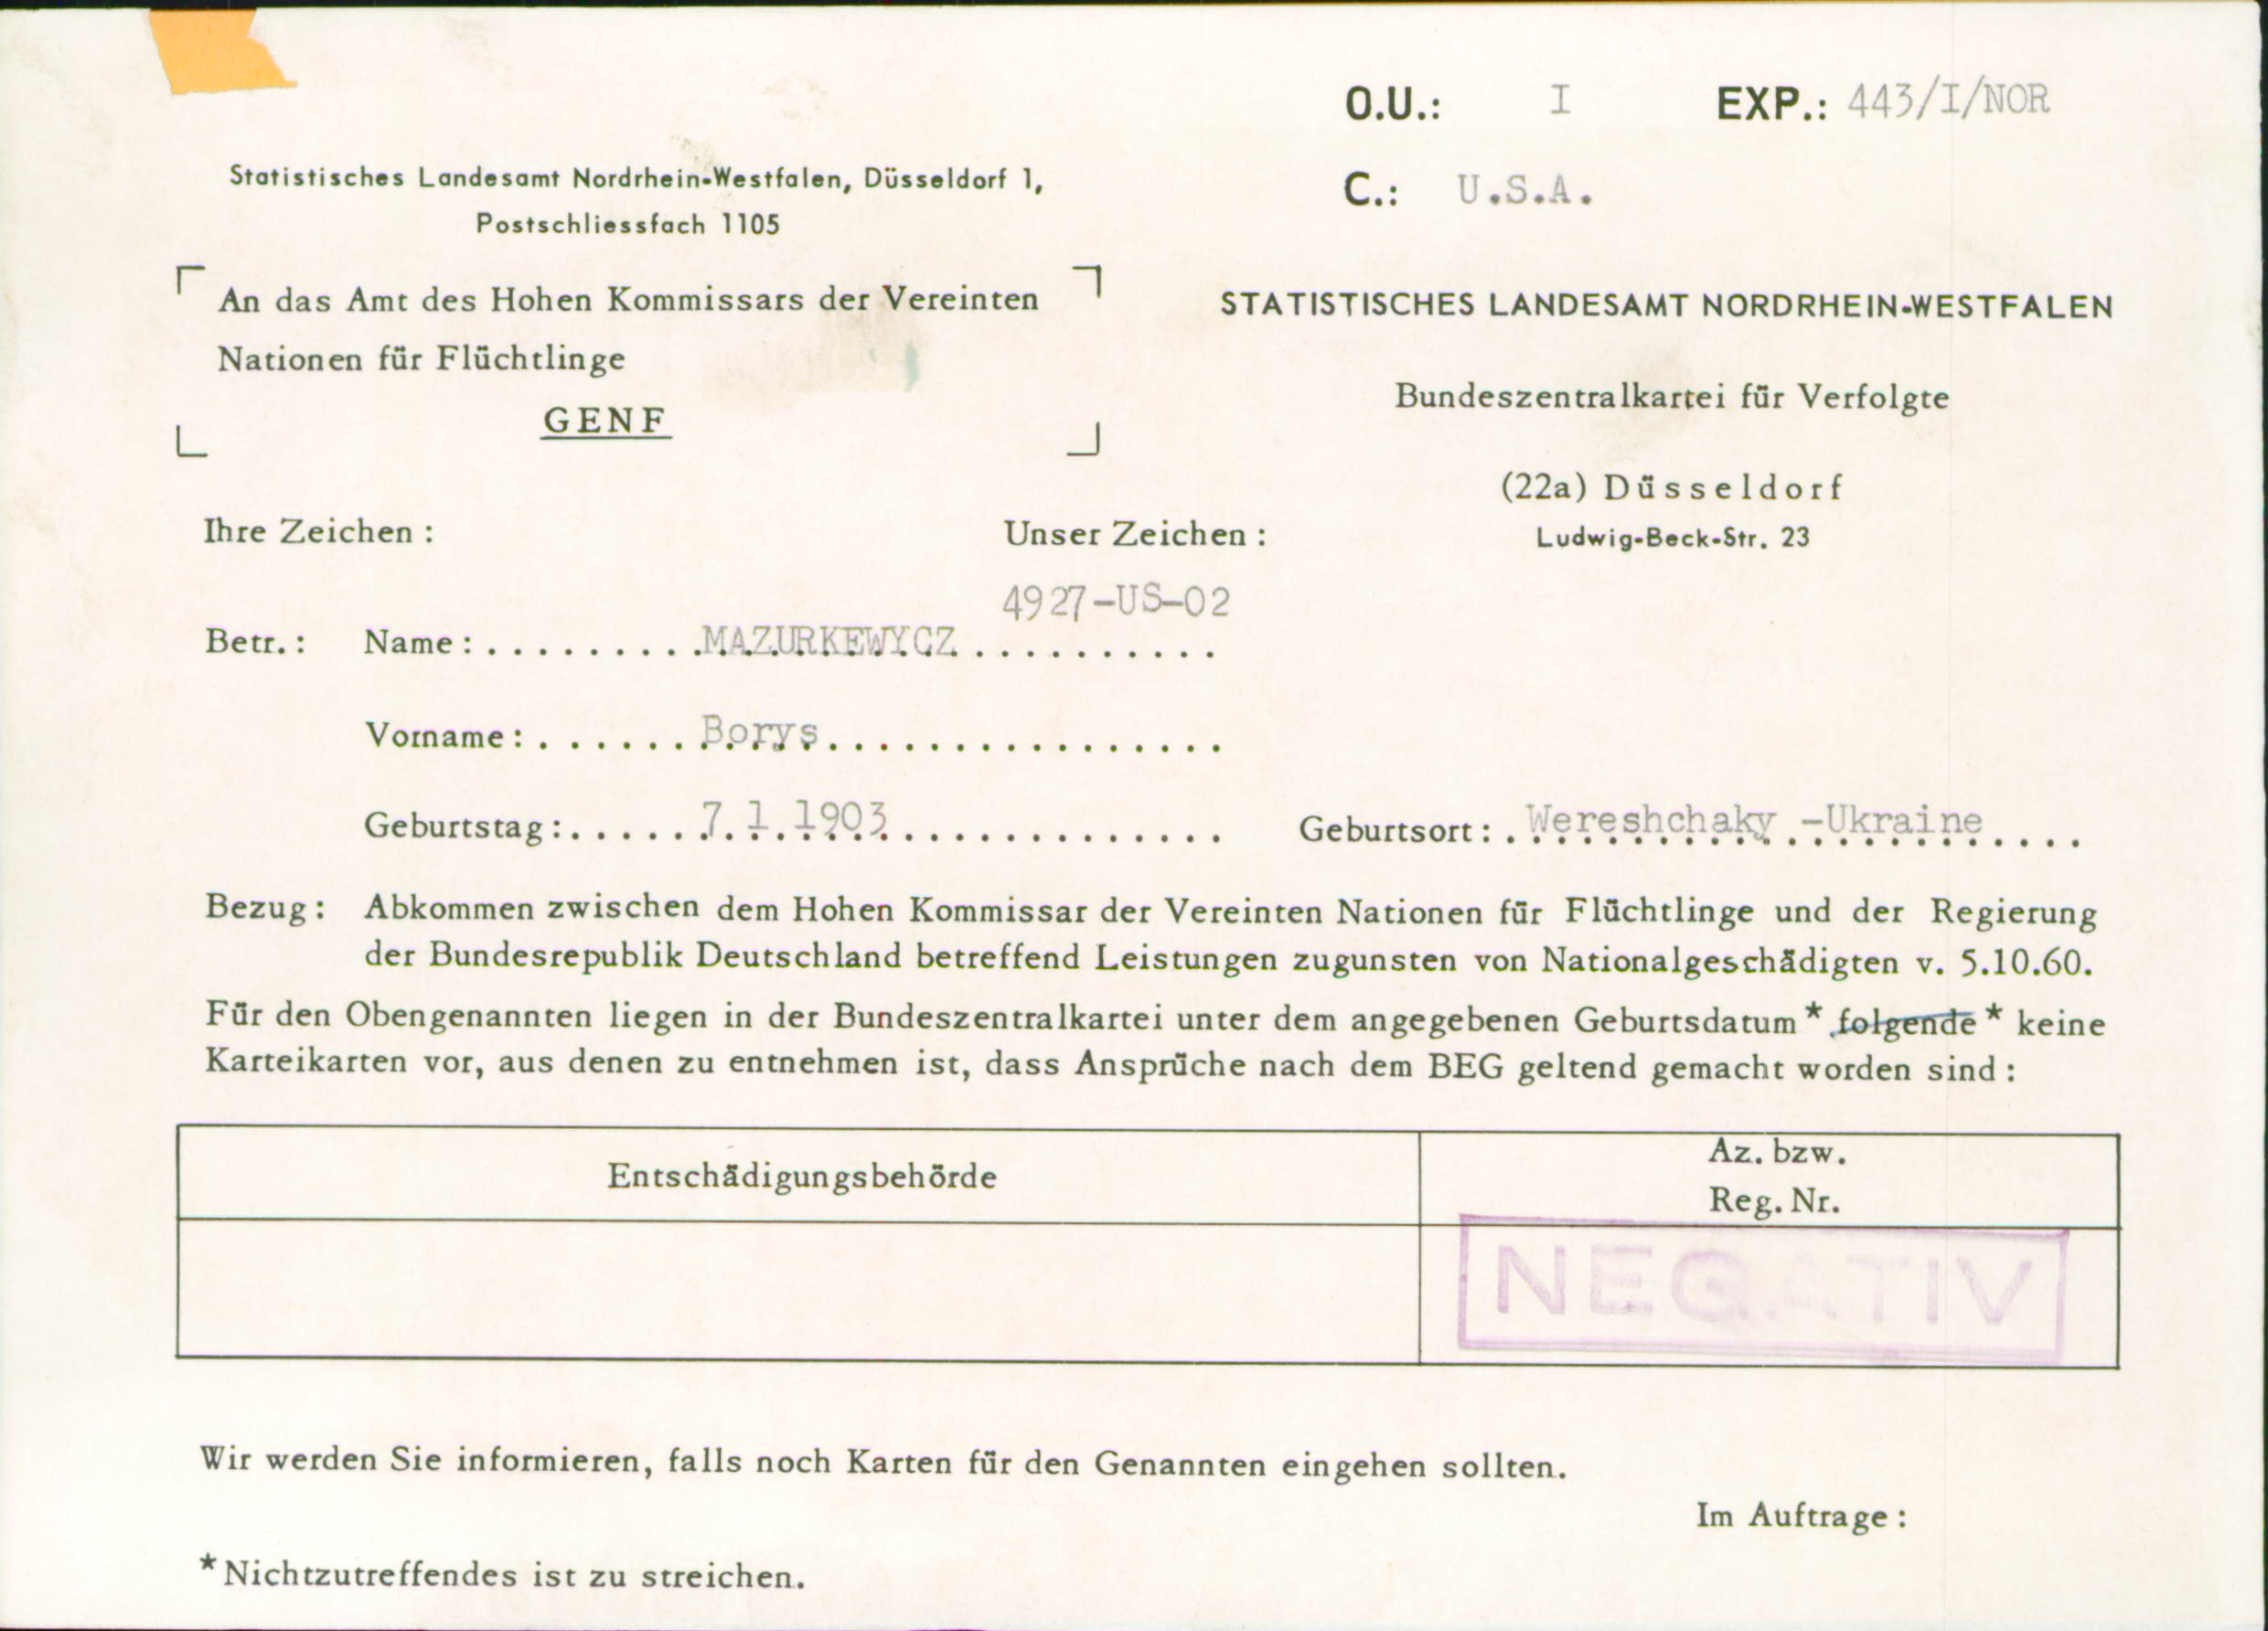 O.U.: I EXP.: 443/I/NOR
C.: U.S.A.
Statistisches Landesamt Nordrhein-Westfalen, Düsseldorf 1,
Postschliessfach 1105
An das Amt des Hohen Kommissars der Vereinten
Nationen für Flüchtlinge
GENF
STATISTISCHES LANDESAMT NORDRHEIN-WESTFALEN
Bundeszentralkartei für Verfolgte
(22a) Düsseldorf
Ludwig-Beck-Str. 23
Ihre Zeichen : Unser Zeichen :
4927-US-02
Betr. : Name : MAZURKEWYCZ
Vorname : Borys
Geburtstag : 7.1.1903 Geburtsort : Wereshchaky -Ukraine
Bezug : Abkommen zwischen dem Hohen Kommissar der Vereinten Nationen für Flüchtlinge und der Regierung
der Bundesrepublik Deutschland betreffend Leistungen zugunsten von Nationalgeschädigten v. 5.10.60.
Für den Obengenannten liegen in der Bundeszentralkartei unter dem angegebenen Geburtsdatum * folgende * keine
Karteikarten vor, aus denen zu entnehmen ist, dass Ansprüche nach dem BEG geltend gemacht worden sind :
Entschädigungsbehörde
Az. bzw.
Reg. Nr.
NEGATIV
Wir werden Sie informieren, falls noch Karten für den Genannten eingehen sollten.
Im Auftrage :
* Nichtzutreffendes ist zu streichen.